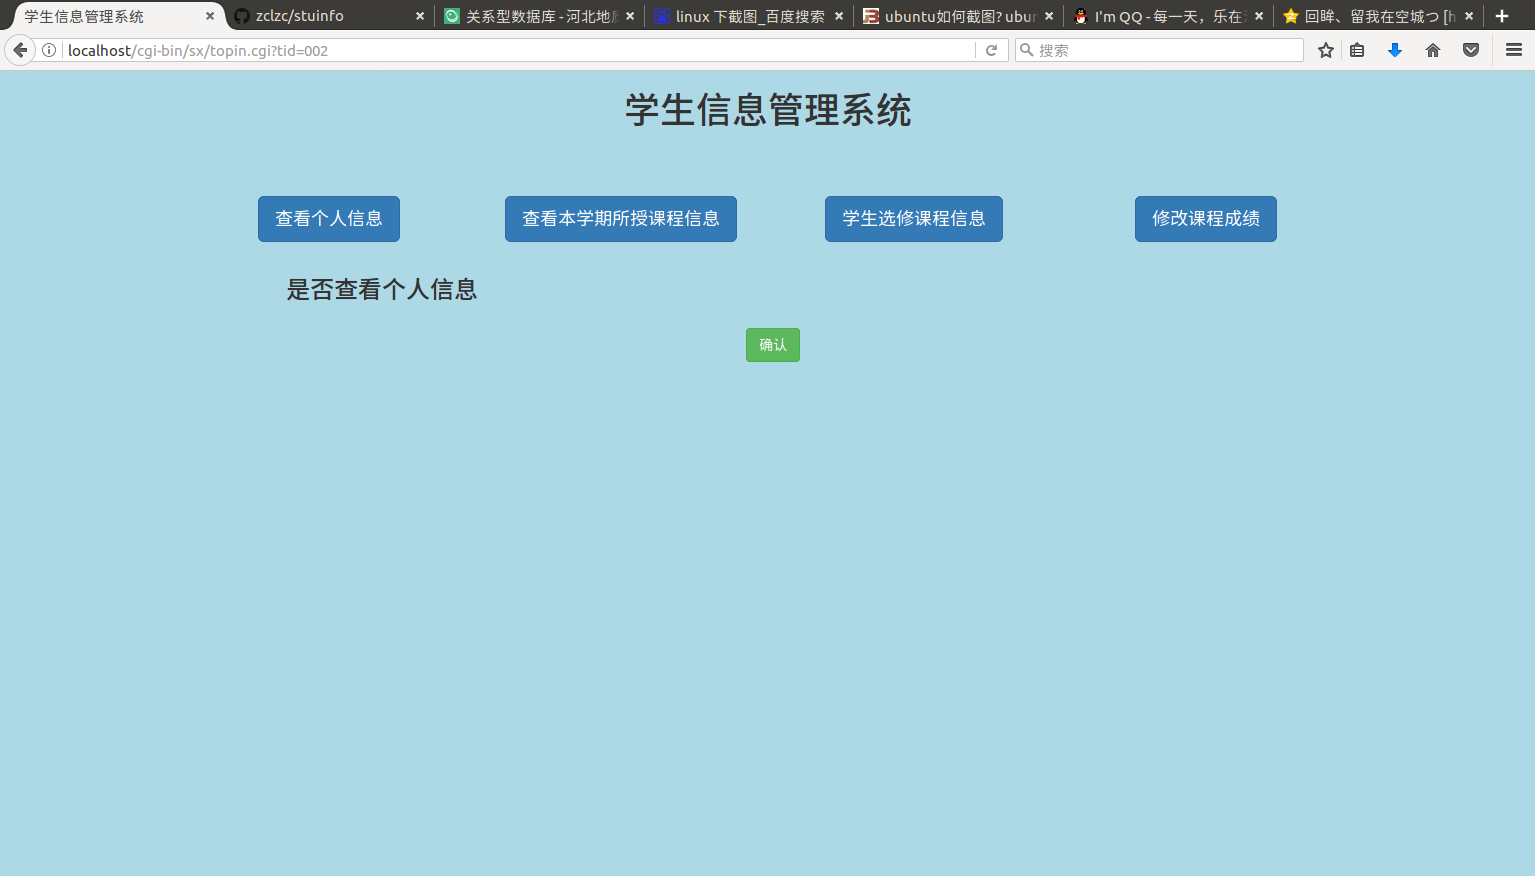 学生信息管理系统
zclzc/stuinfo
关系型数据库 - 河北地
linux 下截图_百度搜索
ubuntu如何截图? ubu
I'm QQ - 每一天，乐在
回眸、留我在空城つ [h
localhost/cgi-bin/sx/topin.cgi?tid=002
搜索
学生信息管理系统
查看个人信息
查看本学期所授课程信息
学生选修课程信息
修改课程成绩
是否查看个人信息
确认